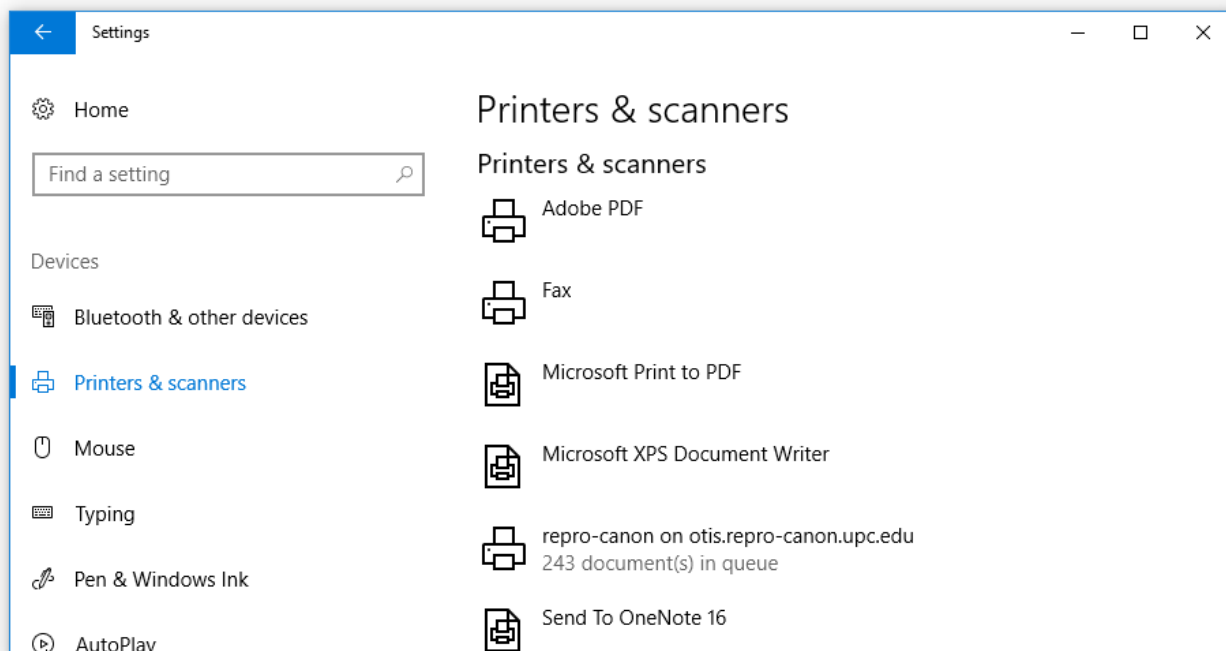 Settings
Home
Find a setting
Devices
Bluetooth & other devices
Printers & scanners
Mouse
Typing
Pen & Windows Ink
AutoPlay
Printers & scanners
Printers & scanners
Adobe PDF
Fax
Microsoft Print to PDF
Microsoft XPS Document Writer
repro-canon on otis.repro-canon.upc.edu
243 document(s) in queue
Send To OneNote 16